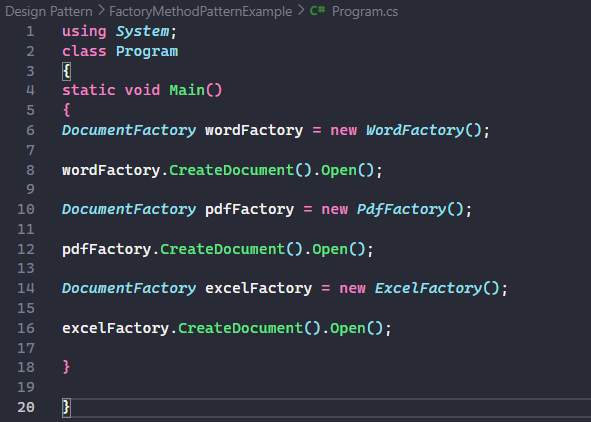 Design Pattern > FactoryMethodPatternExample > C# Program.cs
1 using System;
2 class Program
3 {
4 static void Main()
5 {
6 DocumentFactory wordFactory = new WordFactory();
7
8 wordFactory.CreateDocument().Open();
9
10 DocumentFactory pdfFactory = new PdfFactory();
11
12 pdfFactory.CreateDocument().Open();
13
14 DocumentFactory excelFactory = new ExcelFactory();
15
16 excelFactory.CreateDocument().Open();
17
18 }
19
20 }